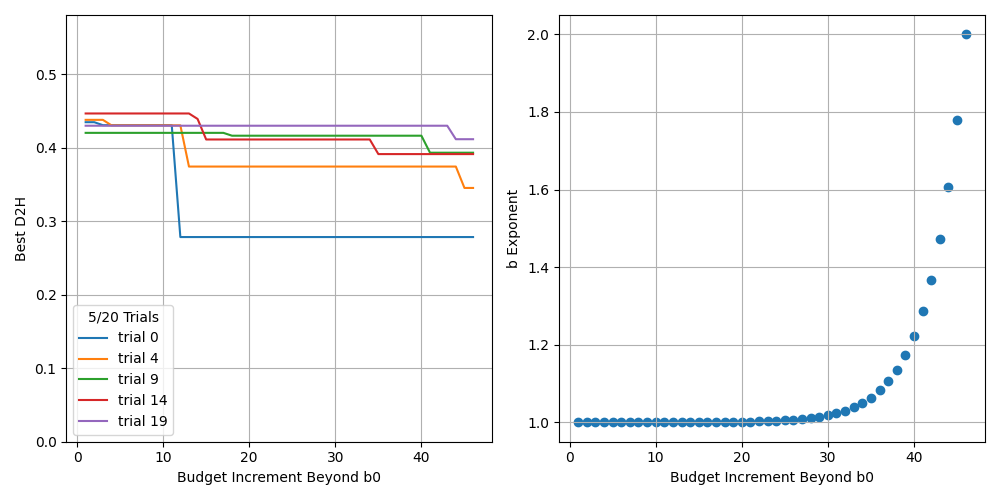 0.5
0.4
0.3
0.2
0.1
0.0
Best D2H
5/20 Trials
trial 0
trial 4
trial 9
trial 14
trial 19
0 10 20 30 40
Budget Increment Beyond b0
2.0
1.8
1.6
1.4
1.2
1.0
b Exponent
0 10 20 30 40
Budget Increment Beyond b0